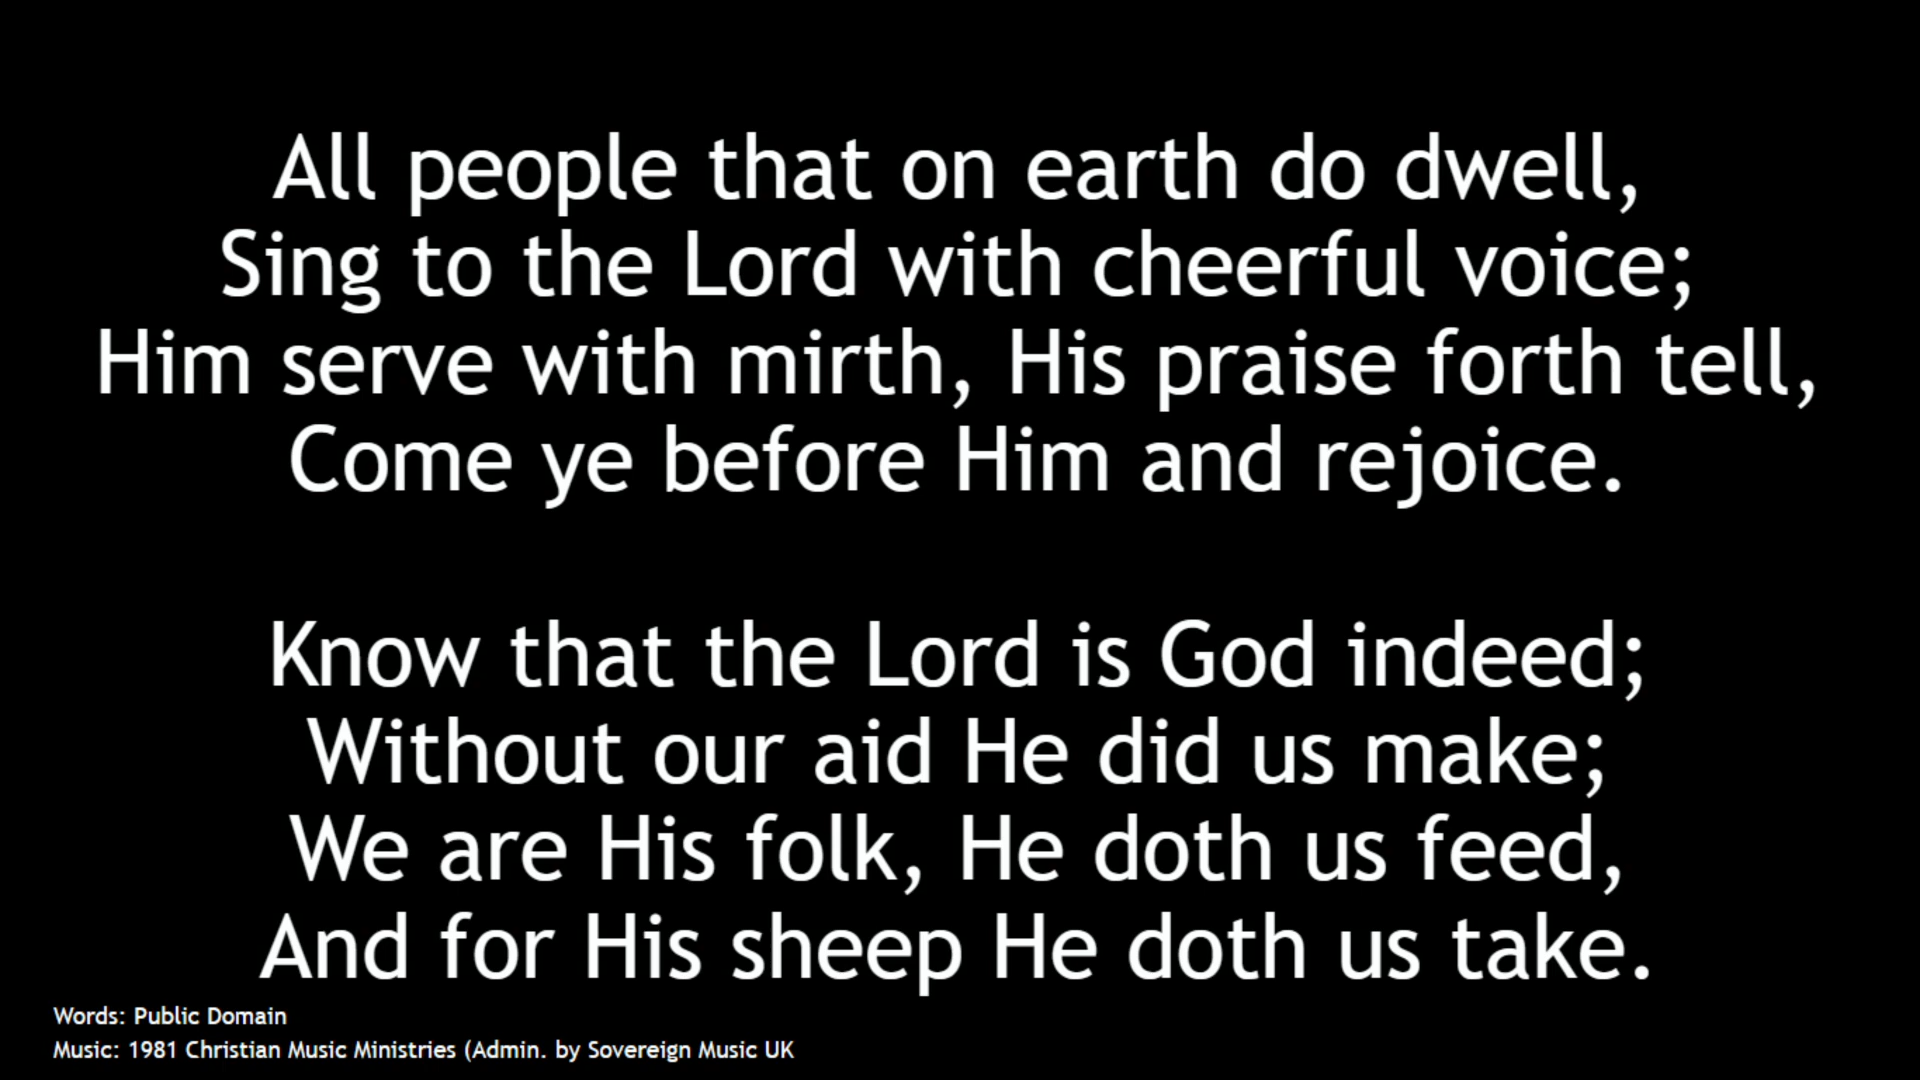 All people that on earth do dwell,
Sing to the Lord with cheerful voice;
Him serve with mirth, His praise forth tell,
Come ye before Him and rejoice.
Know that the Lord is God indeed;
Without our aid He did us make;
We are His folk, He doth us feed,
And for His sheep He doth us take.
Words: Public Domain
Music: 1981 Christian Music Ministries (Admin. by Sovereign Music UK